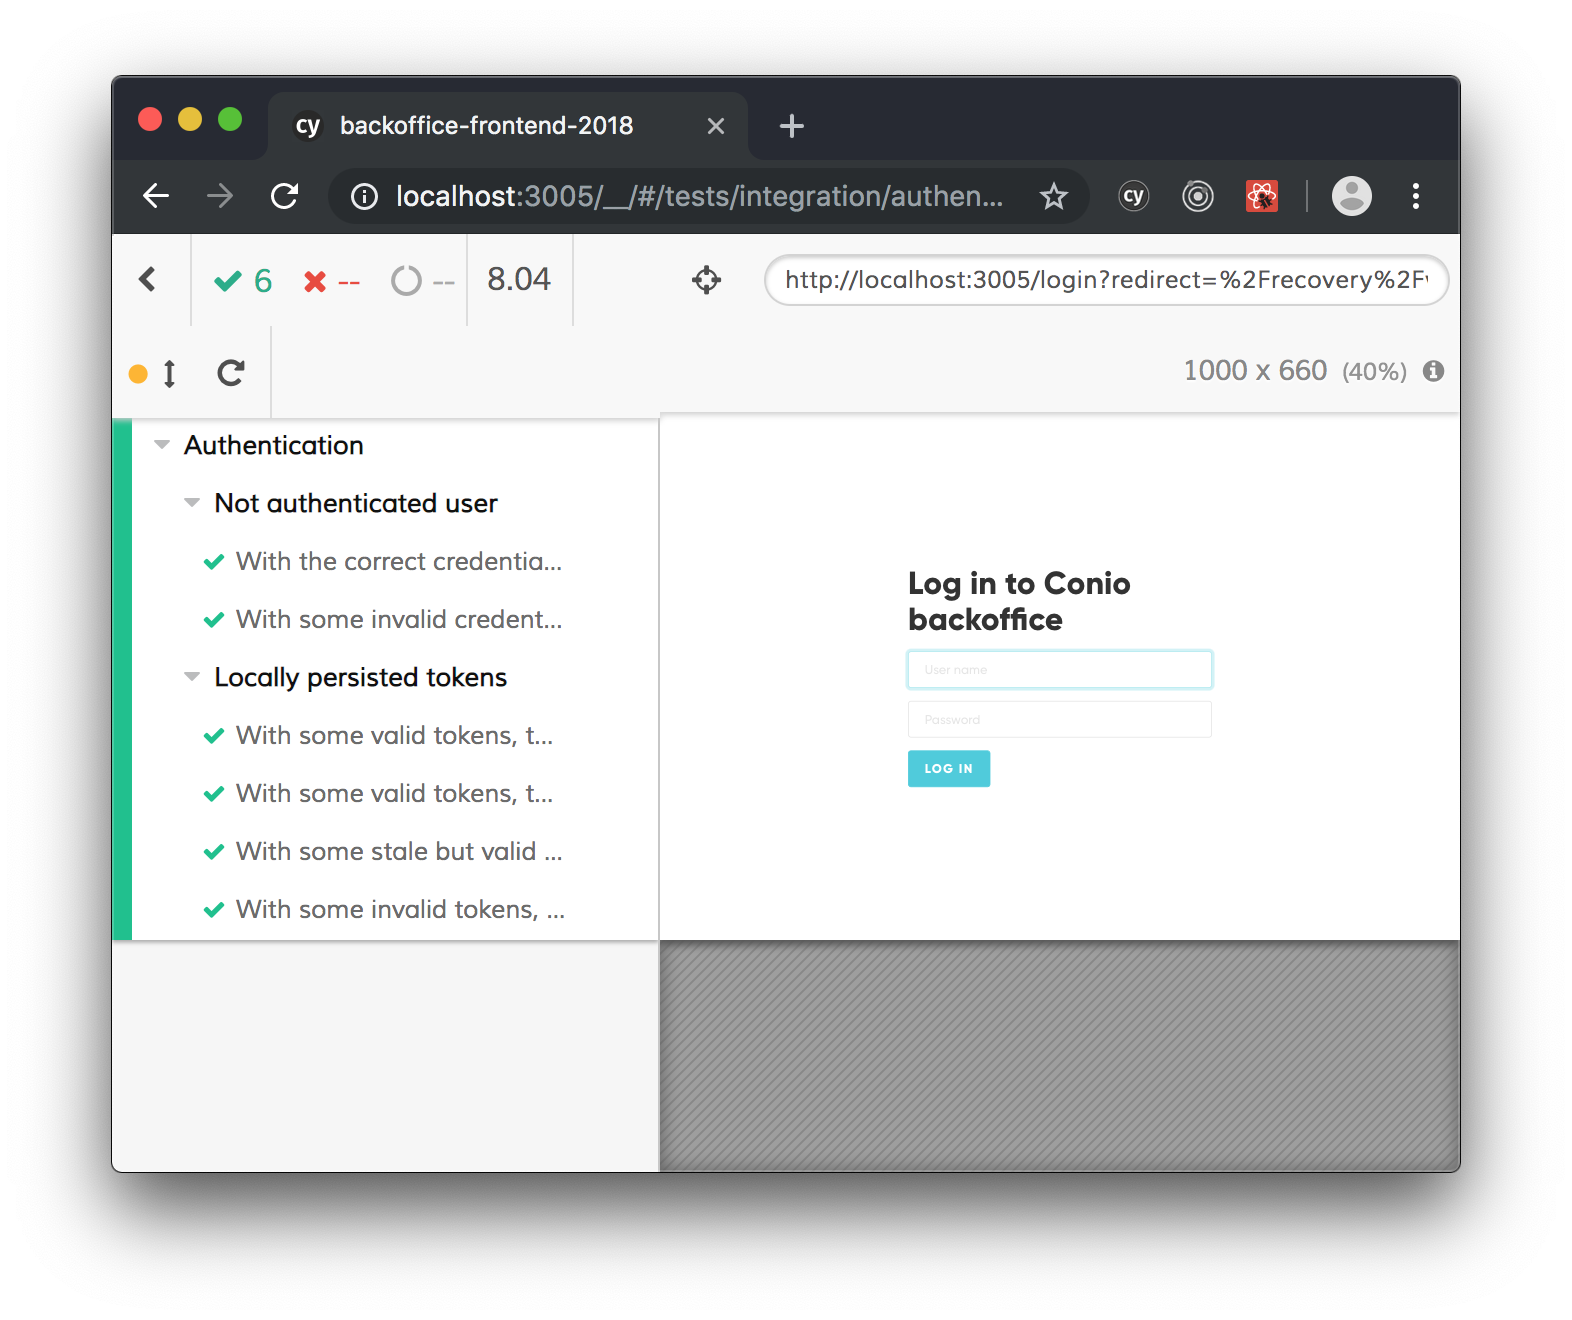 cy backoffice-frontend-2018
localhost:3005/__/#/tests/integration/authen...
cy
6 -- -- 8.04
http://localhost:3005/login?redirect=%2Frecovery%2F
1000 x 660 (40%)
Authentication
Not authenticated user
With the correct credentia...
With some invalid credent...
Locally persisted tokens
With some valid tokens, t...
With some valid tokens, t...
With some stale but valid ...
With some invalid tokens, ...
Log in to Conio
backoffice
User name
Password
LOG IN